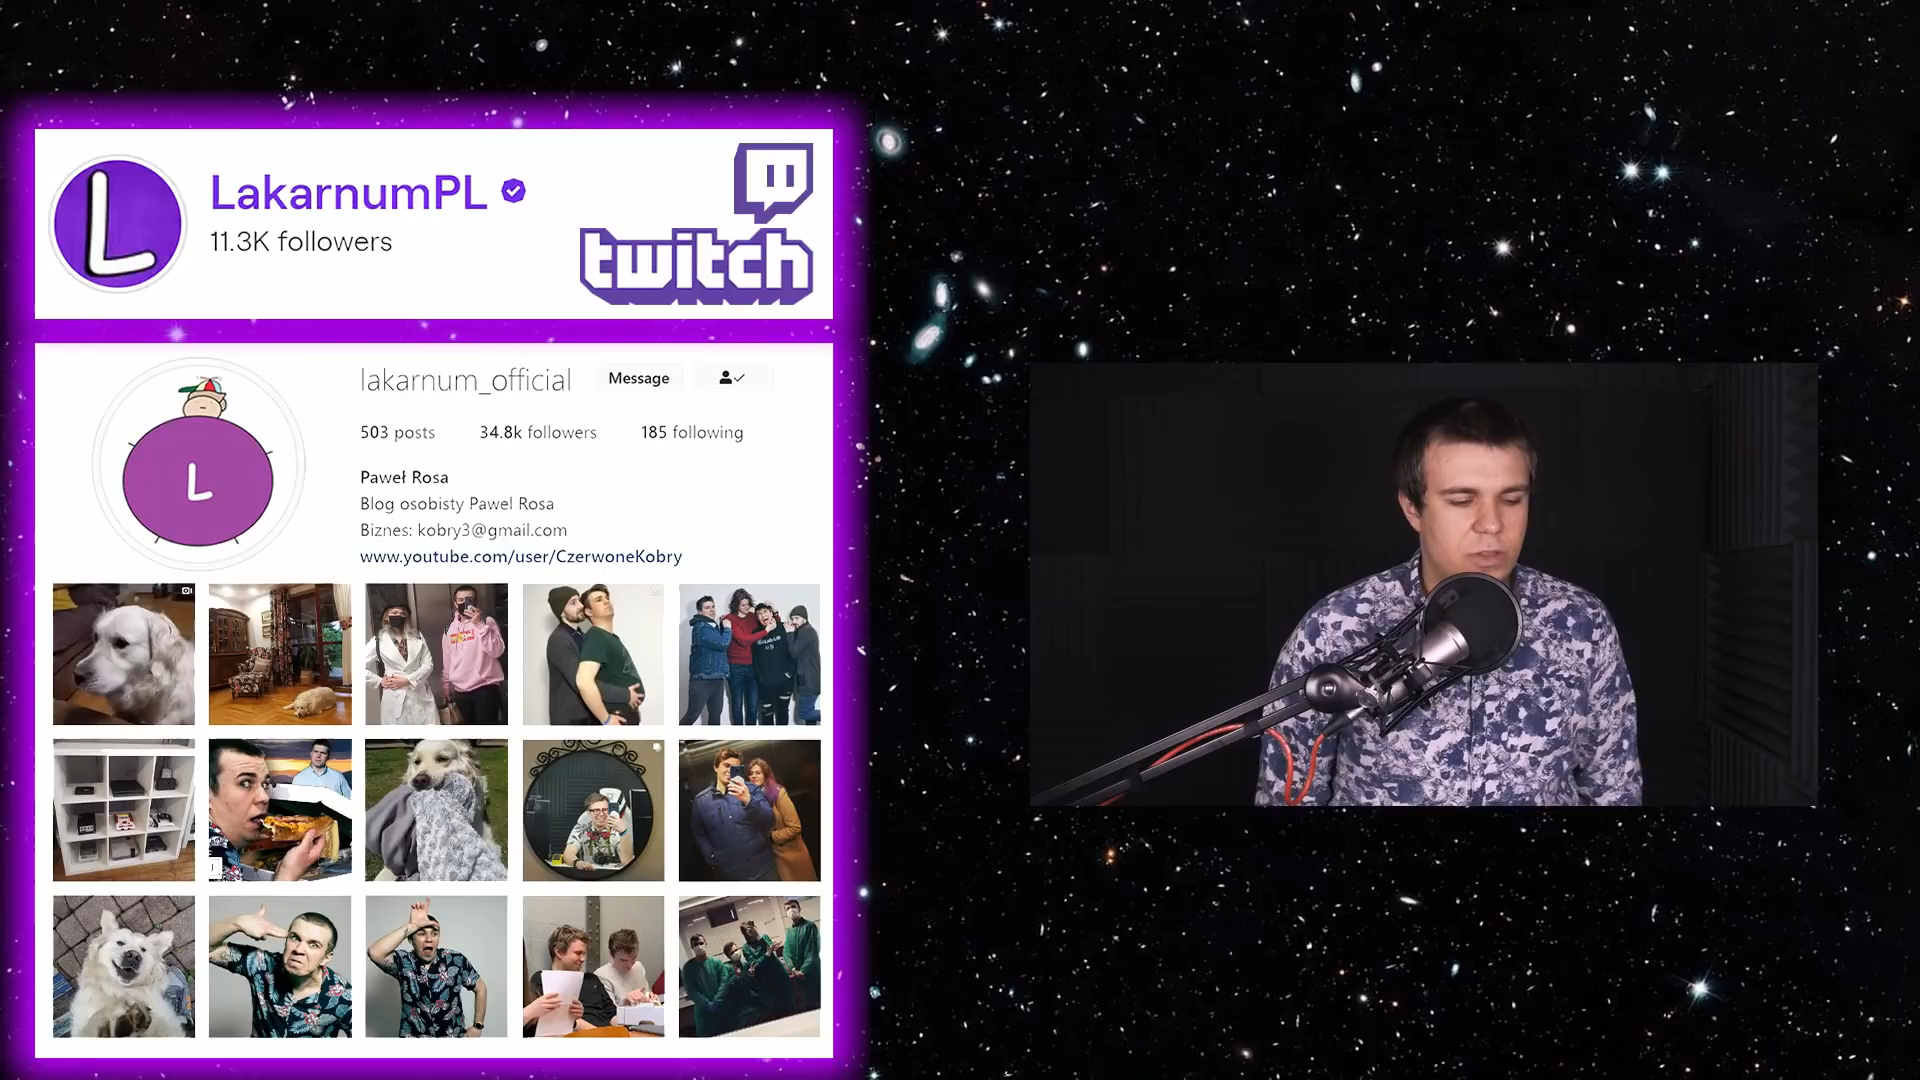 L
LakarnumPL
11.3K followers
twitch
L
lakarnum_official
Message
503 posts
34.8k followers
185 following
Paweł Rosa
Blog osobisty Pawel Rosa
Biznes: kobry3@gmail.com
www.youtube.com/user/CzerwoneKobry